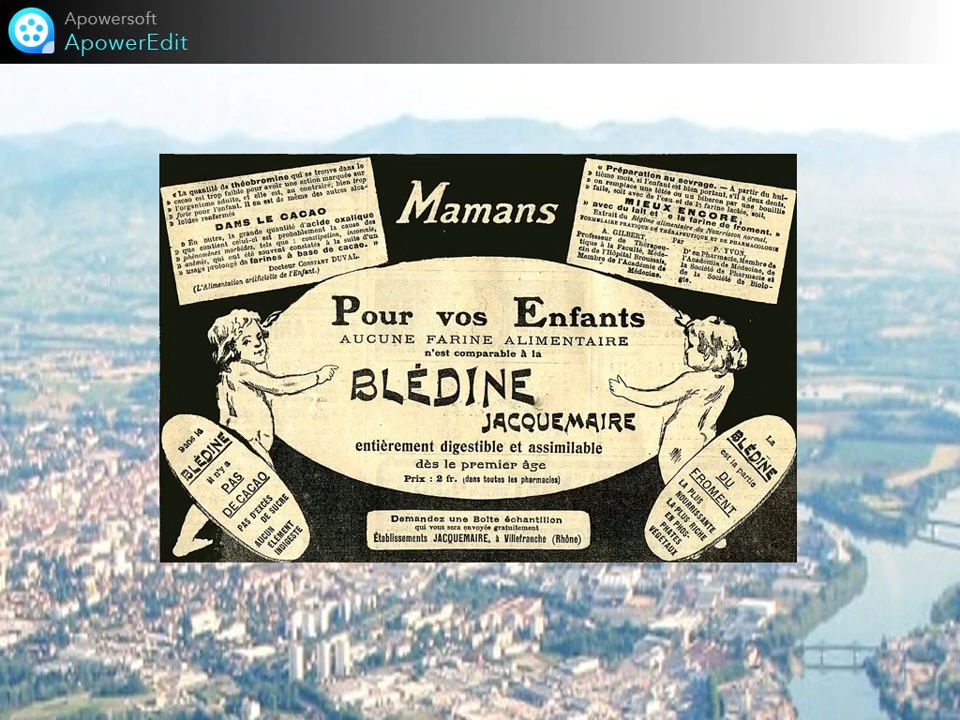 Apowersoft
ApowerEdit
« La quantité de théobromine qui se trouve dans le
» cacao est trop faible pour avoir une action marquée sur
» l'organisme adulte, et elle est, au contraire; bien trop
» forte pour l'enfant. Il en est de même des autres alca-
» loïdes renfermés
DANS LE CACAO
» En outre, la grande quantité d'acide oxalique
» que contient celui-ci est probablement la cause des
» phénomènes morbides, tels que : constipation, insomnie,
» anémie, qui ont été souvent constatés à la suite d'un
» usage prolongé de farines à base de cacao. »
Docteur CONSTANT DUVAL.
(L'Alimentation artificielle de l'Enfant.)
Mamans
« Préparation au sevrage. — À partir du hui-
» tième mois, si l'enfant est bien portant, s'il a deux dents,
» on remplace une tétée ou un biberon par une bouillie
faite, soit avec de l'eau et de la farine lactée, soit,
MIEUX ENCORE,
» avec du lait et de la farine de froment. »
Extrait du Régime alimentaire du Nourrisson normal,
FORMULAIRE PRATIQUE DE THÉRAPEUTIQUE ET DE PHARMACOLOGIE
Par
A. GILBERT,
Professeur de Thérapeu-
tique à la Faculté, Méde-
cin de l'Hôpital Broussais
Membre de l'Académie de
Médecine.
P. YVON,
Dr en Pharmacie, Membre de
l'Académie de Médecine, de
la Société de Pharmacie et
de la Société de Biolo-
gie.
Pour vos Enfants
AUCUNE FARINE ALIMENTAIRE
n'est comparable à la
BLÉDINE
JACQUEMAIRE
entièrement digestible et assimilable
dès le premier âge
Prix : 2 fr. (dans toutes les pharmacies)
Dans la
BLÉDINE
il n'y a
PAS
DE CACAO
PAS D'EXCÈS
DE SUCRE
AUCUN
ÉLÉMENT
INDIGESTE
La
BLÉDINE
est la partie
DU
FROMENT
LA PLUS
NOURRISSANTE
LA PLUS RICHE
EN PHOS-
PHATES
VÉGÉTAUX
Demandez une Boîte échantillon
qui vous sera envoyée gratuitement
Établissements JACQUEMAIRE, à Villefranche (Rhône)